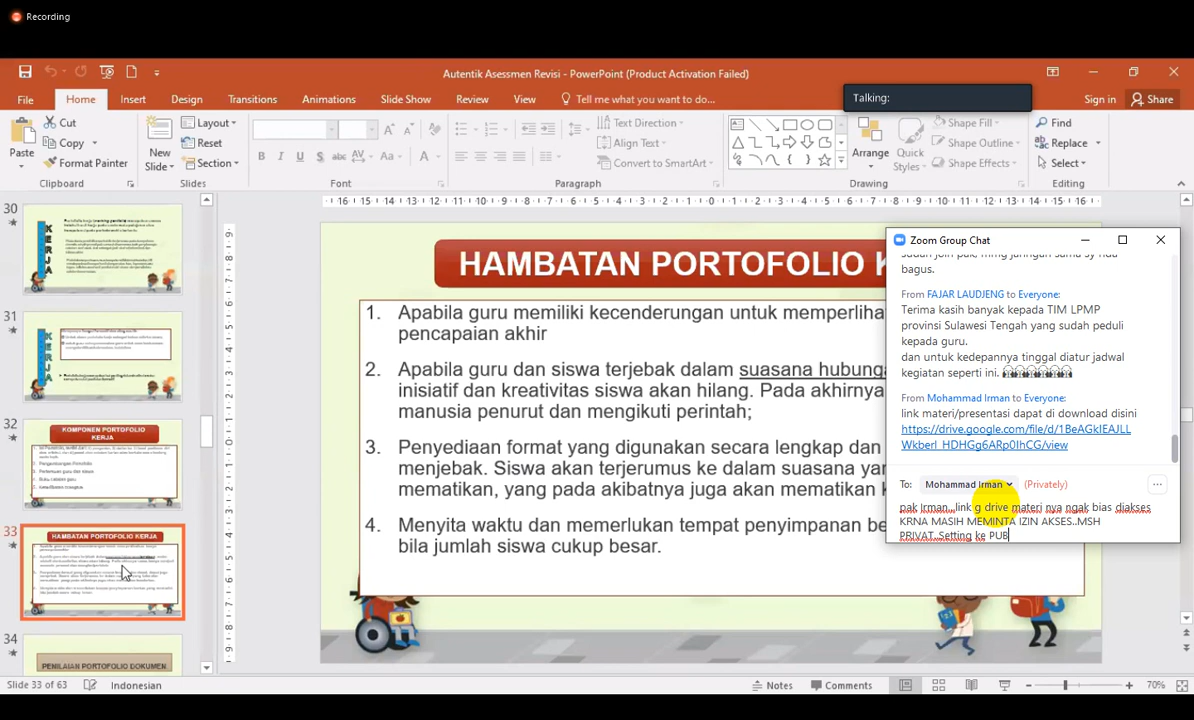 Recording
Autentik Asesmen Revisi - PowerPoint (Product Activation Failed)
Talking:
File Home Insert Design Transitions Animations Slide Show Review View Tell me what you want to do... Sign in Share
Paste
Cut
Copy
Format Painter
Clipboard
New Slide
Layout
Reset
Section
Slides
Font
Text Direction
Align Text
Convert to SmartArt
Paragraph
Arrange
Quick Styles
Shape Fill
Shape Outline
Shape Effects
Drawing
Find
Replace
Select
Editing
30
KERJA
31
KERJA
32
KOMPONEN PORTOFOLIO
KERJA
33
HAMBATAN PORTOFOLIO KERJA
34
PENILAIAN PORTOFOLIO DOKUMEN
HAMBATAN PORTOFOLIO
1. Apabila guru memiliki kecenderungan untuk memperliha
pencapaian akhir
2. Apabila guru dan siswa terjebak dalam suasana hubunga
inisiatif dan kreativitas siswa akan hilang. Pada akhirnya
manusia penurut dan mengikuti perintah;
3. Penyediaan format yang digunakan secara lengkap dan
menjebak. Siswa akan terjerumus ke dalam suasana yar
mematikan, yang pada akibatnya juga akan mematikan k
4. Menyita waktu dan memerlukan tempat penyimpanan be
bila jumlah siswa cukup besar.
Zoom Group Chat
bagus.
From FAJAR LAUDJENG to Everyone:
Terima kasih banyak kepada TIM LPMP
provinsi Sulawesi Tengah yang sudah peduli
kepada guru.
dan untuk kedepannya tinggal diatur jadwal
kegiatan seperti ini.
From Mohammad Irman to Everyone:
link materi/presentasi dapat di download disini
https://drive.google.com/file/d/1BeAGkIEAJLL
Wkberl_HDHGg6ARp0IhCG/view
To: Mohammad Irman (Privately)
pak Irman..link g drive materi nya ngak bias diakses
KRNA MASIH MEMINTA IZIN AKSES..MSH
PRIVAT..Setting ke PUB
Slide 33 of 63 Indonesian Notes Comments 70%